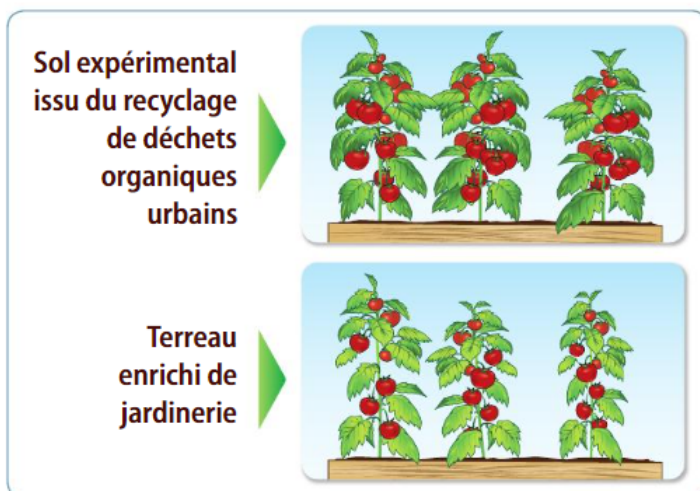 Sol expérimental
issu du recyclage
de déchets
organiques
urbains
Terreau
enrichi de
jardinerie